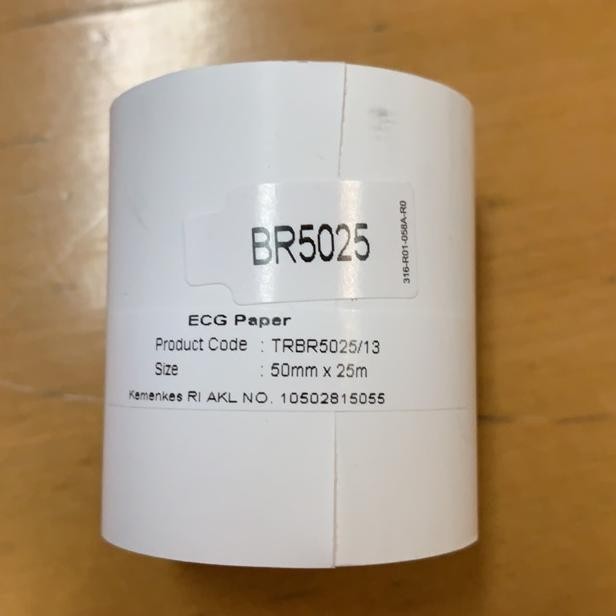 BR5025
316-R01-058A-R0
ECG Paper
Product Code : TRBR5025/13
Size : 50mm x 25m
Kemenkes RI AKL NO. 10502815055